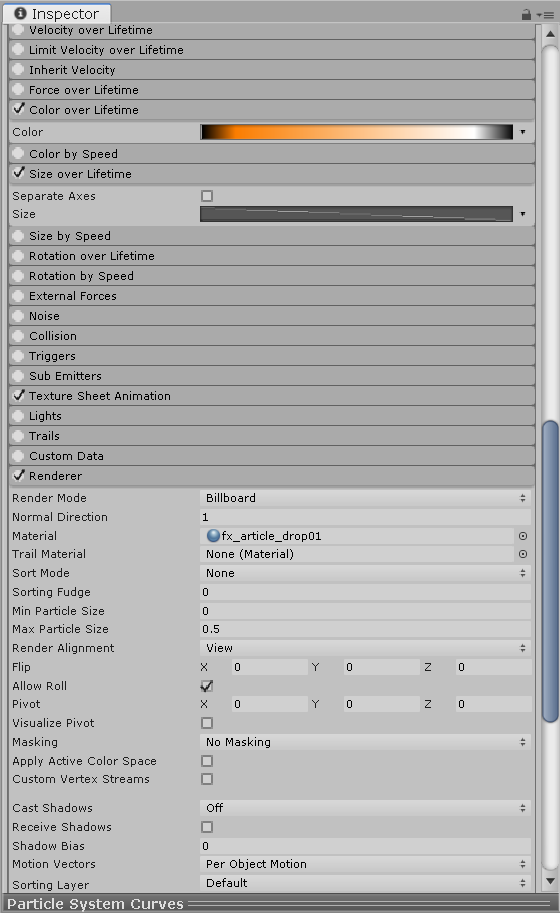 Inspector
Velocity over Lifetime
Limit Velocity over Lifetime
Inherit Velocity
Force over Lifetime
Color over Lifetime
Color
Color by Speed
Size over Lifetime
Separate Axes
Size
Size by Speed
Rotation over Lifetime
Rotation by Speed
External Forces
Noise
Collision
Triggers
Sub Emitters
Texture Sheet Animation
Lights
Trails
Custom Data
Renderer
Render Mode Billboard
Normal Direction 1
Material fx_article_drop01
Trail Material None (Material)
Sort Mode None
Sorting Fudge 0
Min Particle Size 0
Max Particle Size 0.5
Render Alignment View
Flip X 0 Y 0 Z 0
Allow Roll
Pivot X 0 Y 0 Z 0
Visualize Pivot
Masking No Masking
Apply Active Color Space
Custom Vertex Streams
Cast Shadows Off
Receive Shadows
Shadow Bias 0
Motion Vectors Per Object Motion
Sorting Layer Default
Particle System Curves